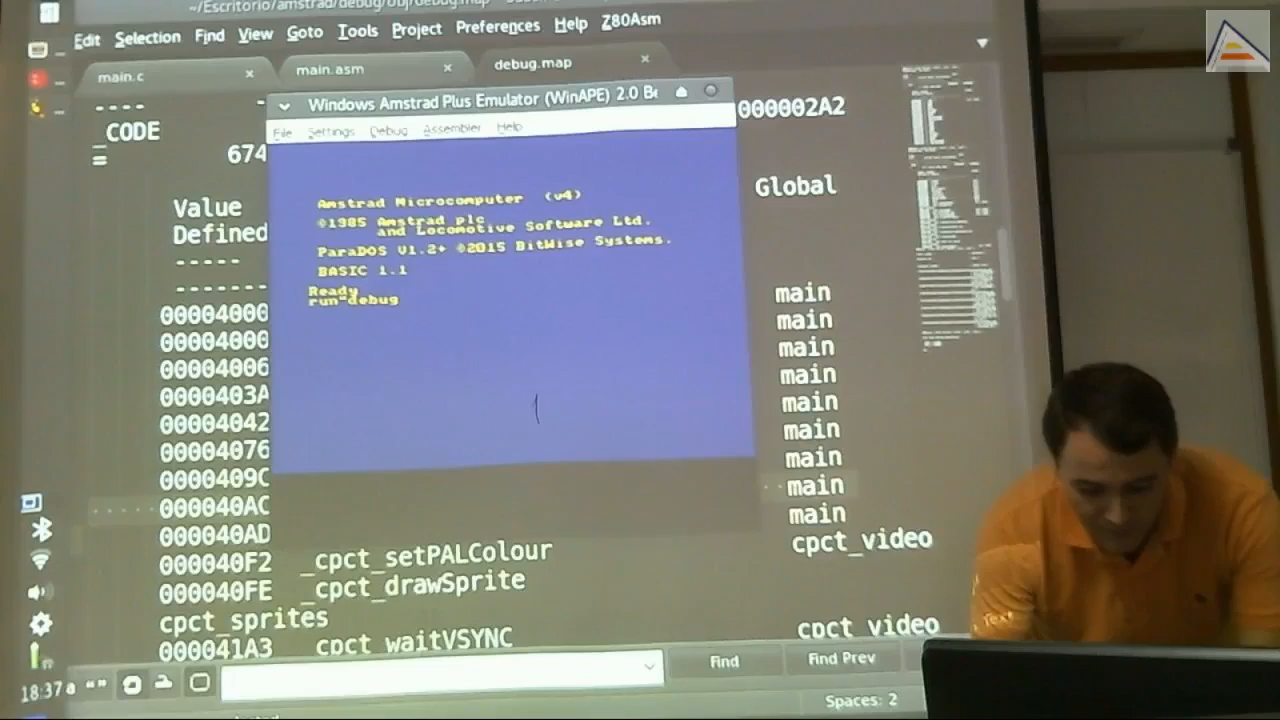 ~/Escritorio/amstrad/debug/obj/debug.map
Edit Selection Find View Goto Tools Project Preferences Help Z80Asm
main.c × main.asm × debug.map ×
Windows Amstrad Plus Emulator (WinAPE) 2.0 Be
File Settings Debug Assembler Help
000002A2
_CODE
= 674
Global
Value
Defined
Amstrad Microcomputer (v4)
©1985 Amstrad plc
and Locomotive Software Ltd.
ParaDOS V1.2+ ©2015 BitWise Systems.
BASIC 1.1
Ready
run"debug
00004000 main
00004000 main
00004006 main
0000403A main
00004042 main
00004076 main
0000409C main
000040AC main
000040AD main
000040F2 _cpct_setPALColour cpct_video
000040FE _cpct_drawSprite
cpct_sprites
000041A3 _cpct_waitVSYNC cpct_video
Find Find Prev
18:37
Spaces: 2